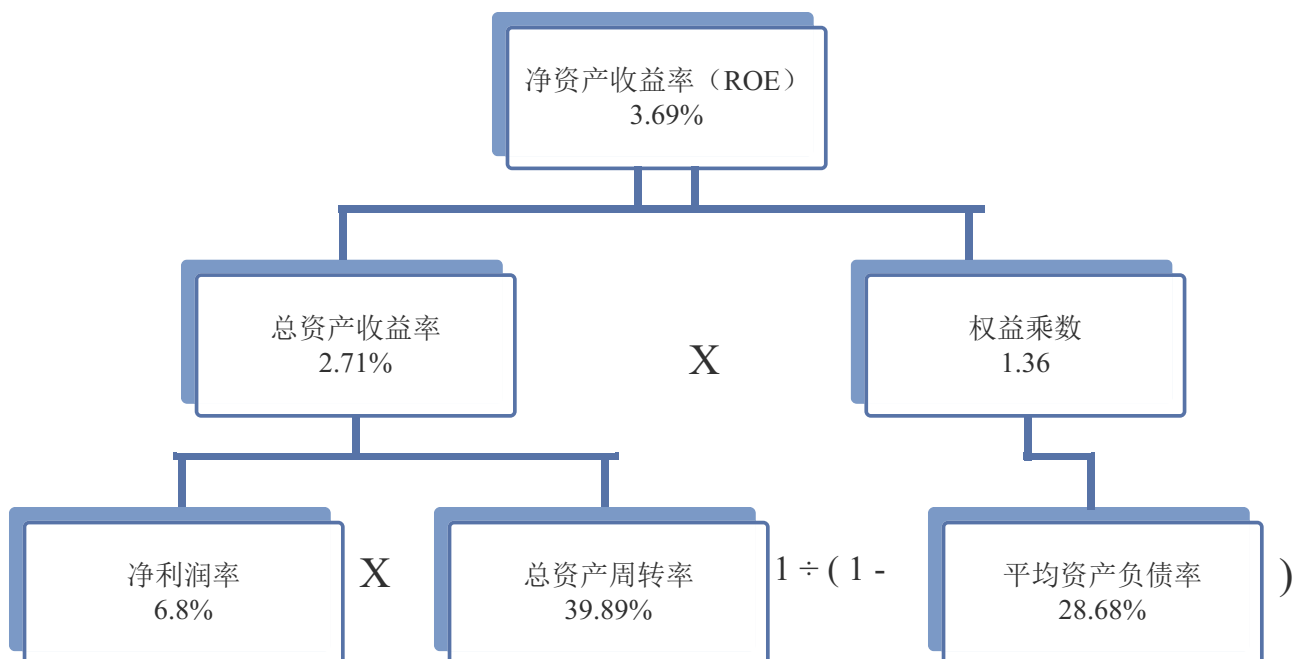 净资产收益率（ROE）
3.69%
总资产收益率
2.71%
X
权益乘数
1.36
净利润率
6.8%
X
总资产周转率
39.89%
1 ÷ ( 1 -
平均资产负债率
28.68%
)